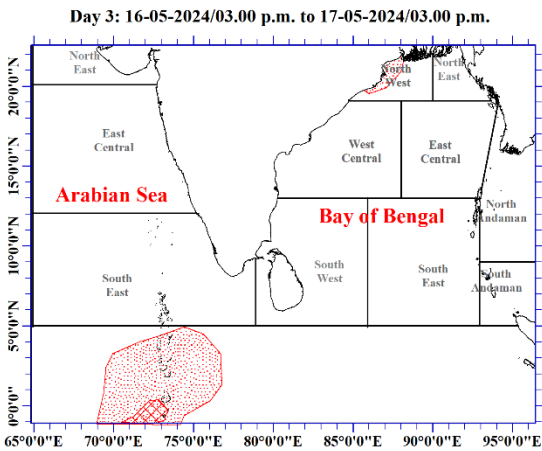 Day 3: 16-05-2024/03.00 p.m. to 17-05-2024/03.00 p.m.
North
East
North
West
North
East
20°0'0"N
East
Central
West
Central
East
Central
15°0'0"N
Arabian Sea
Bay of Bengal
North
Andaman
10°0'0"N
South
East
South
West
South
East
South
Andaman
5°0'0"N
0°0'0"
65°0'0"E 70°0'0"E 75°0'0"E 80°0'0"E 85°0'0"E 90°0'0"E 95°0'0"E